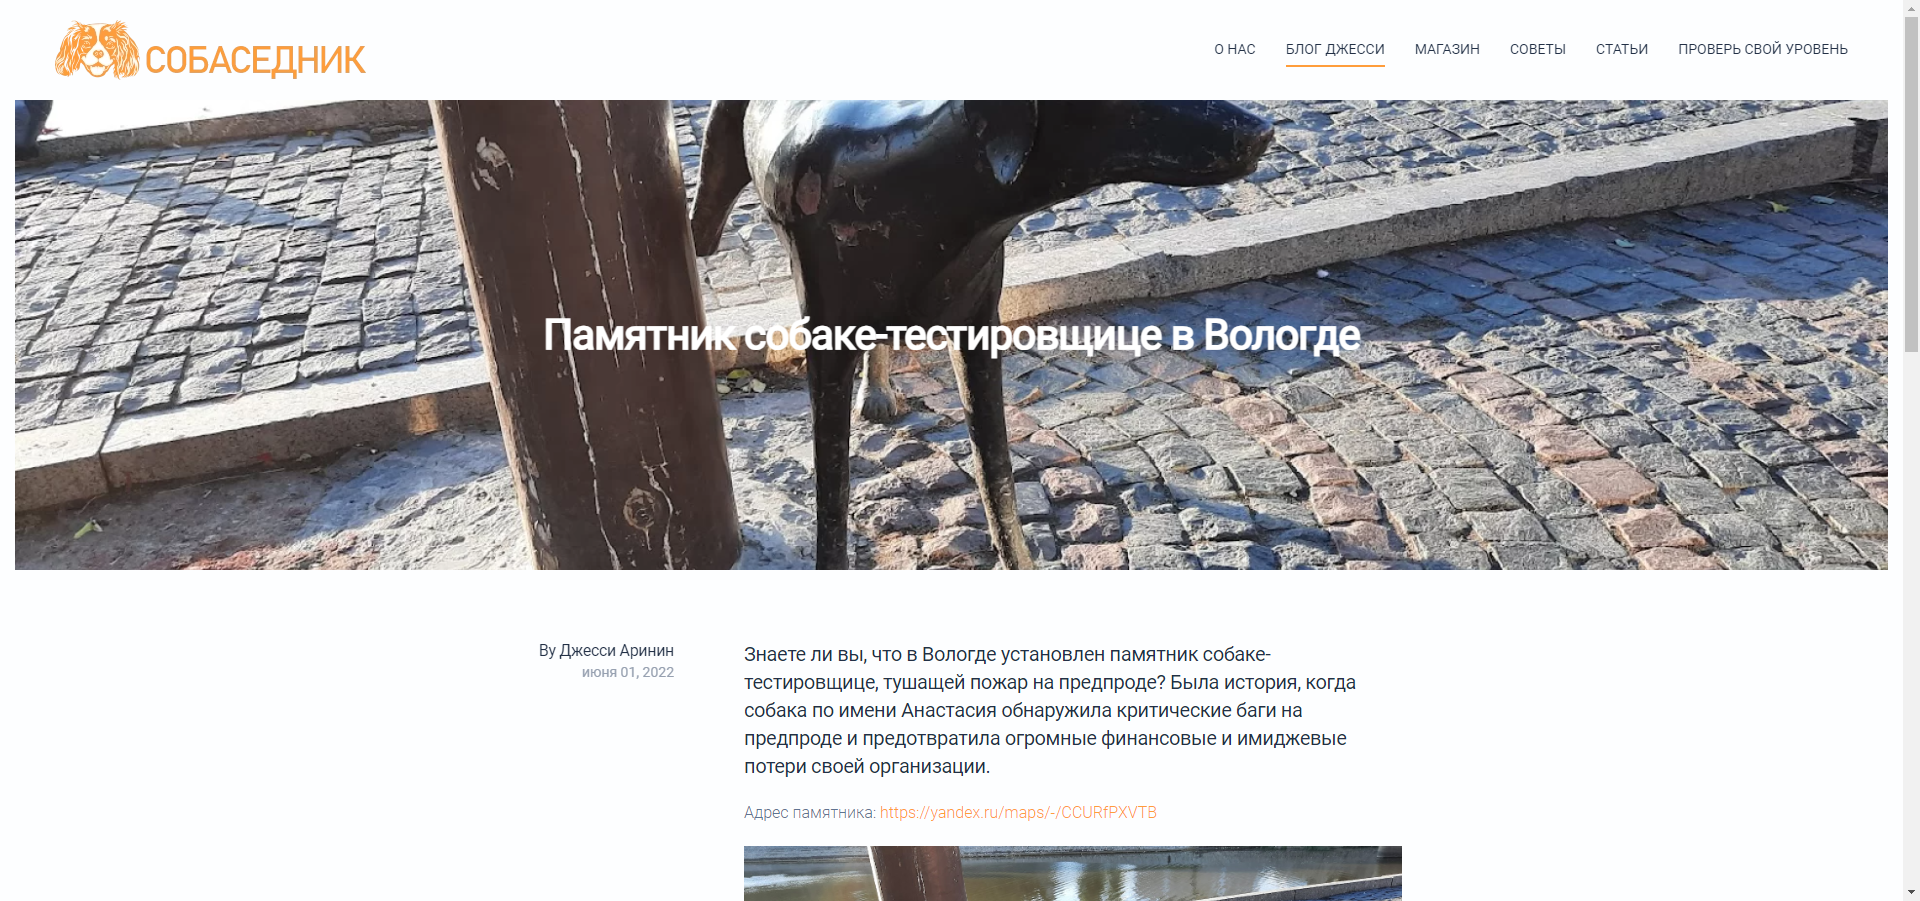 СОБАСЕДНИК
О НАС БЛОГ ДЖЕССИ МАГАЗИН СОВЕТЫ СТАТЬИ ПРОВЕРЬ СВОЙ УРОВЕНЬ
Памятник собаке-тестировщице в Вологде
By Джесси Аринин
июня 01, 2022
Знаете ли вы, что в Вологде установлен памятник собаке-
тестировщице, тушащей пожар на предпроде? Была история, когда
собака по имени Анастасия обнаружила критические баги на
предпроде и предотвратила огромные финансовые и имиджевые
потери своей организации.
Адрес памятника: https://yandex.ru/maps/-/CCURfPXVTB